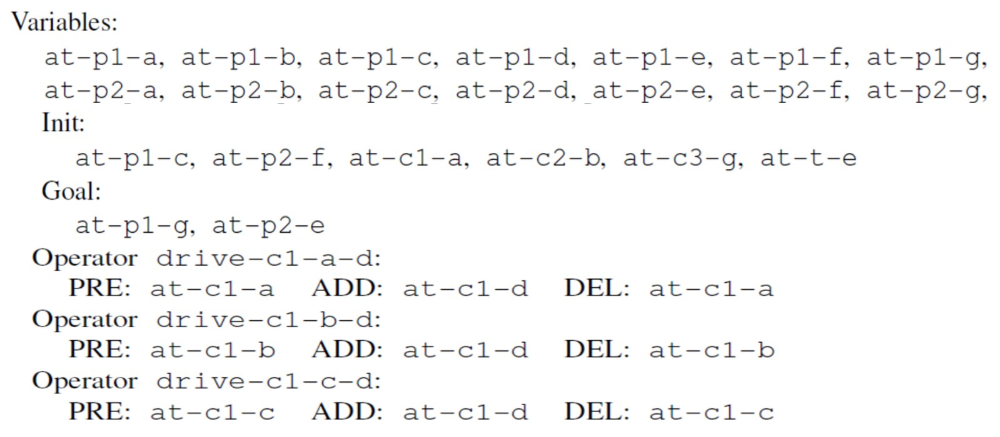 Variables:
at-p1-a, at-p1-b, at-p1-c, at-p1-d, at-p1-e, at-p1-f, at-p1-g,
at-p2-a, at-p2-b, at-p2-c, at-p2-d, at-p2-e, at-p2-f, at-p2-g,
Init:
at-p1-c, at-p2-f, at-c1-a, at-c2-b, at-c3-g, at-t-e
Goal:
at-p1-g, at-p2-e
Operator drive-c1-a-d:
PRE: at-c1-a ADD: at-c1-d DEL: at-c1-a
Operator drive-c1-b-d:
PRE: at-c1-b ADD: at-c1-d DEL: at-c1-b
Operator drive-c1-c-d:
PRE: at-c1-c ADD: at-c1-d DEL: at-c1-c